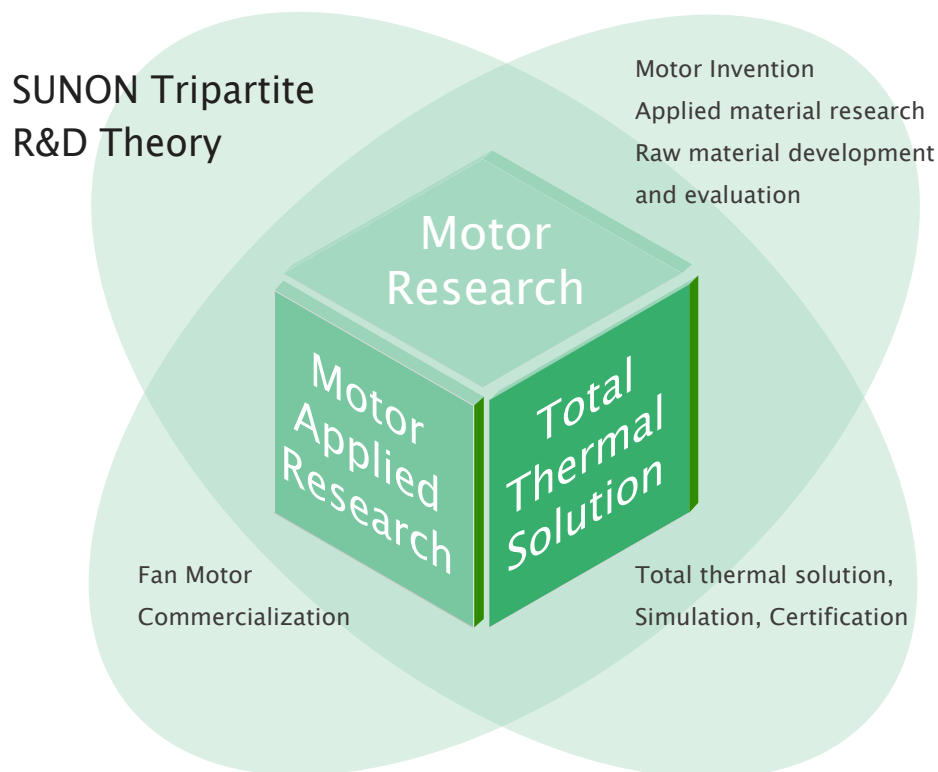 SUNON Tripartite
R&D Theory
Motor Invention
Applied material research
Raw material development
and evaluation
Motor
Research
Motor
Applied
Research
Total
Thermal
Solution
Fan Motor
Commercialization
Total thermal solution,
Simulation, Certification